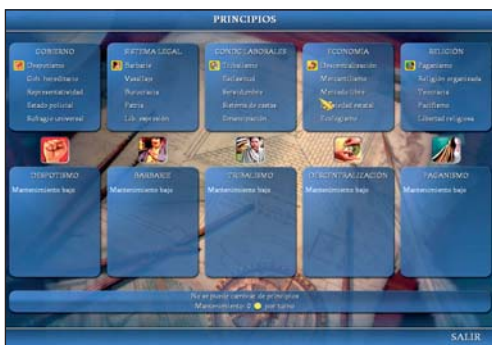 PRINCIPIOS
GOBIERNO
Despotismo
Gob. hereditario
Representatividad
Estado policial
Sufragio universal
SISTEMA LEGAL
Barbarie
Vasallaje
Burocracia
Patria
Lib. expresión
CONDIC LABORALES
Tribalismo
Esclavitud
Servidumbre
Sistema de castas
Emancipación
ECONOMÍA
Descentralización
Mercantilismo
Mercado libre
estatal
Ecologismo
RELIGIÓN
Paganismo
Religión organizada
Teocracia
Pacifismo
Libertad religiosa
DESPOTISMO
Mantenimiento bajo
BARBARIE
Mantenimiento bajo
TRIBALISMO
Mantenimiento bajo
DESCENTRALIZACIÓN
Mantenimiento bajo
PAGANISMO
Mantenimiento bajo
No se puede cambiar de principios
Mantenimiento: 0 por turno
SALIR